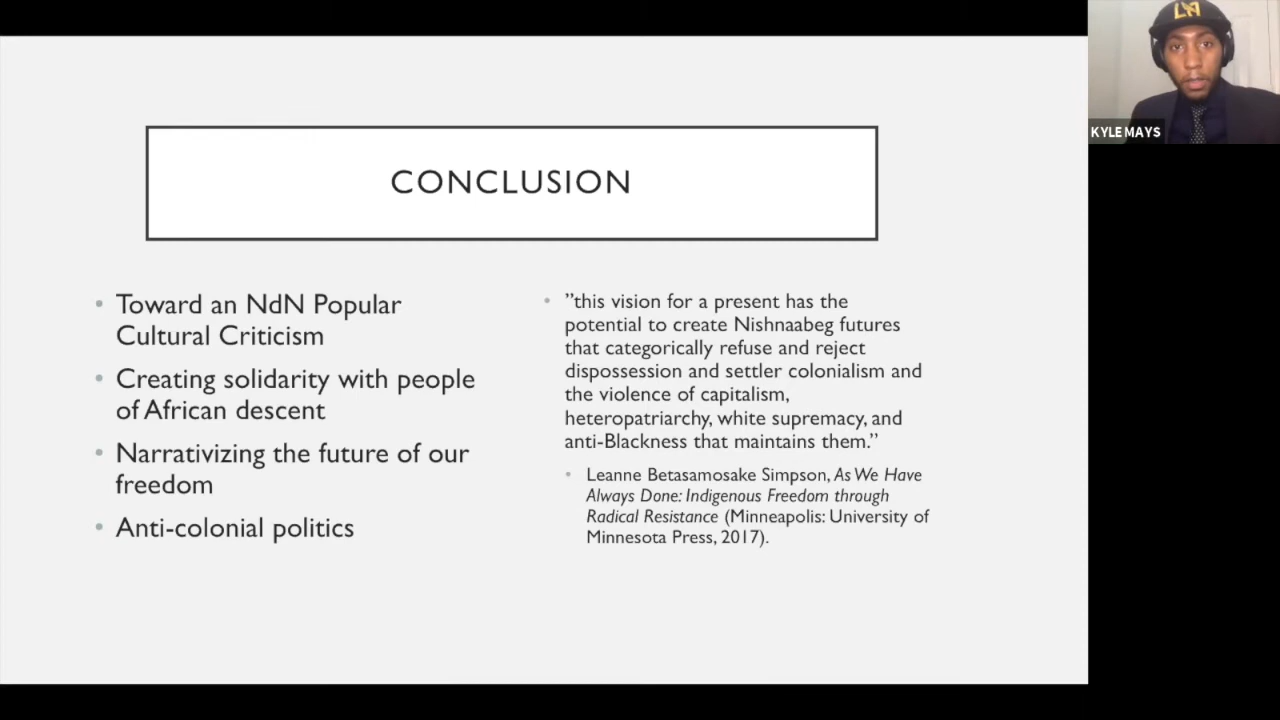 CONCLUSION
• Toward an NdN Popular
Cultural Criticism
• Creating solidarity with people
of African descent
• Narrativizing the future of our
freedom
• Anti-colonial politics
• ”this vision for a present has the
potential to create Nishnaabeg futures
that categorically refuse and reject
dispossession and settler colonialism and
the violence of capitalism,
heteropatriarchy, white supremacy, and
anti-Blackness that maintains them.”
• Leanne Betasamosake Simpson, As We Have
Always Done: Indigenous Freedom through
Radical Resistance (Minneapolis: University of
Minnesota Press, 2017).
LA
KYLE MAYS